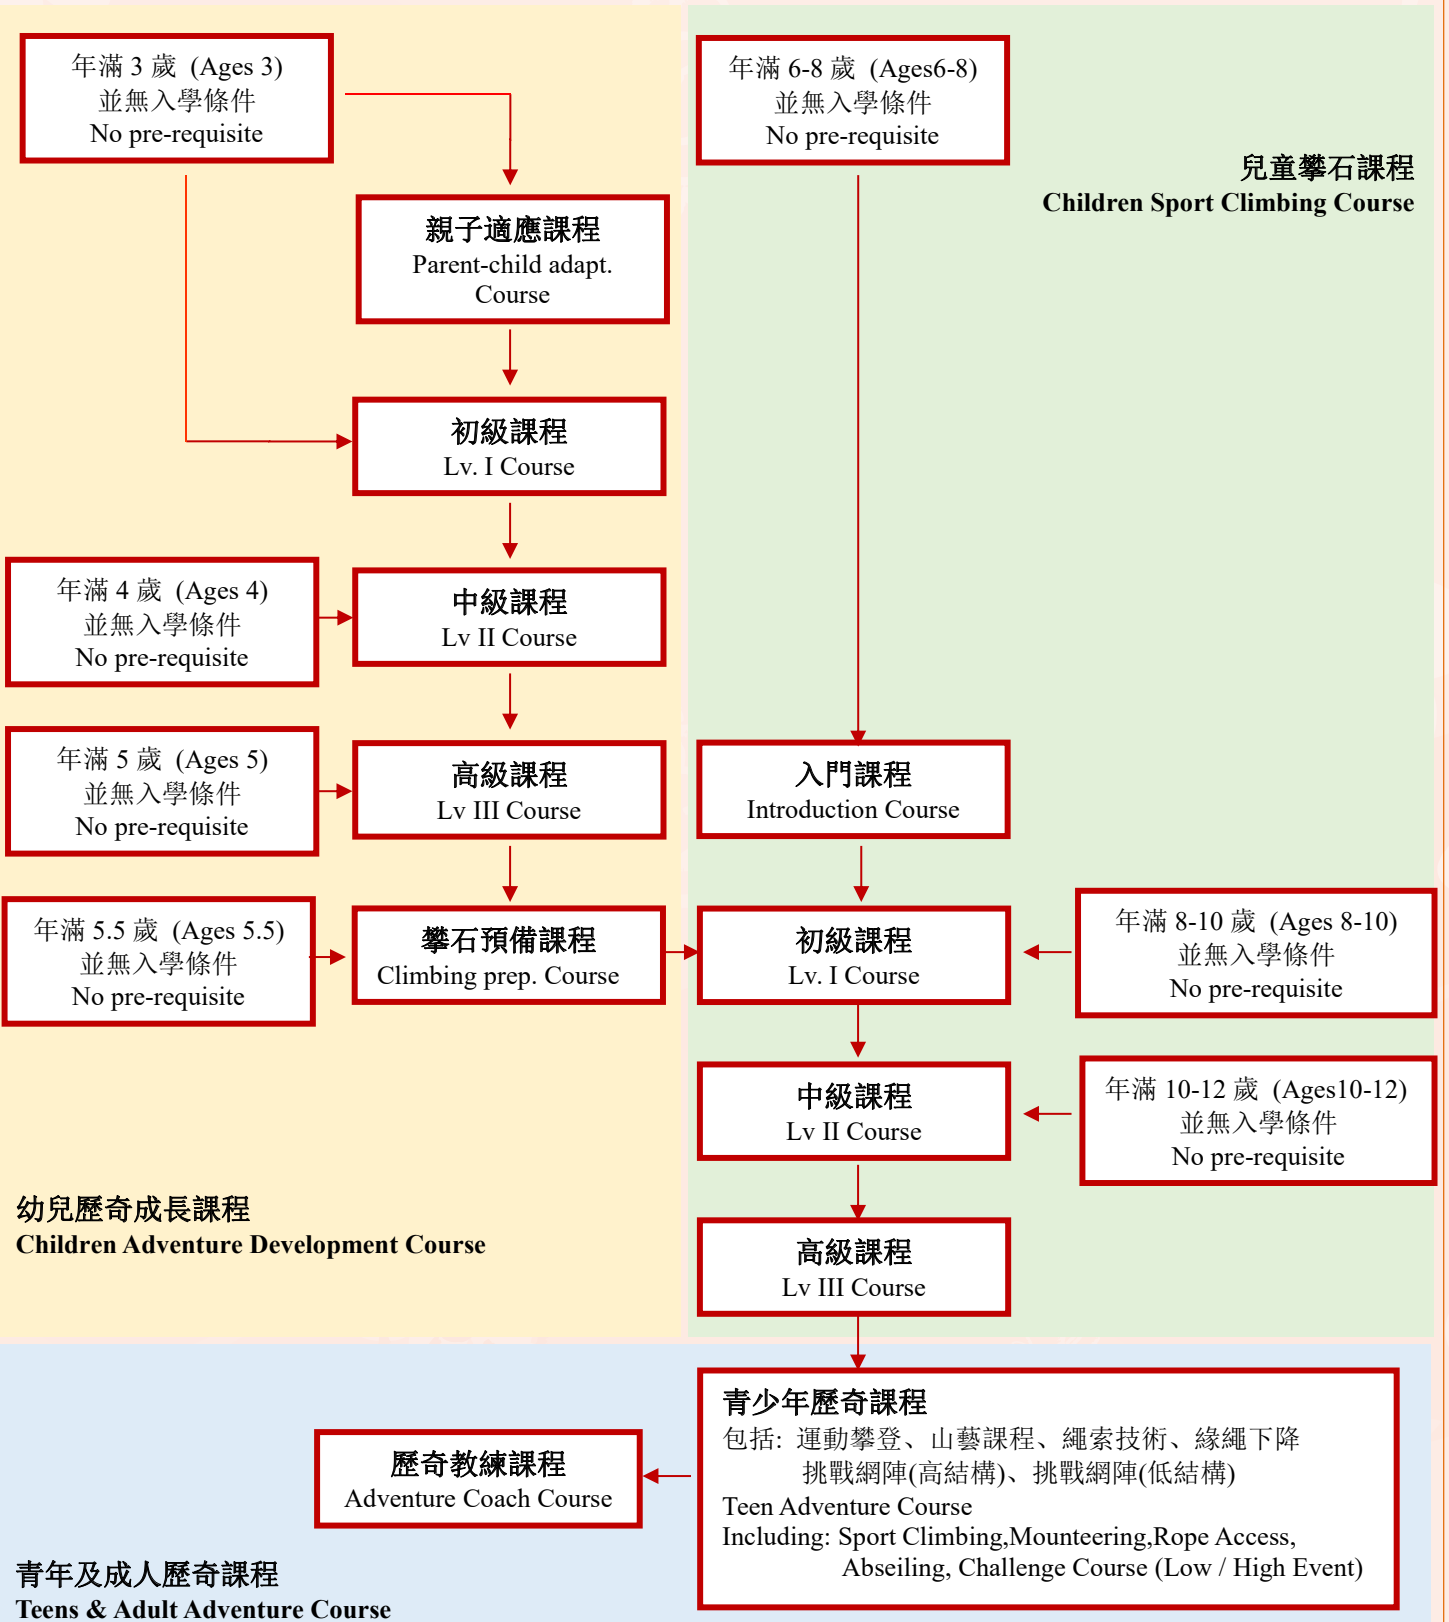 年滿 3 歲 (Ages 3)
並無入學條件
No pre-requisite
年滿 6-8 歲 (Ages6-8)
並無入學條件
No pre-requisite
兒童攀石課程
Children Sport Climbing Course
親子適應課程
Parent-child adapt.
Course
初級課程
Lv. I Course
年滿 4 歲 (Ages 4)
並無入學條件
No pre-requisite
中級課程
Lv II Course
年滿 5 歲 (Ages 5)
並無入學條件
No pre-requisite
高級課程
Lv III Course
入門課程
Introduction Course
年滿 5.5 歲 (Ages 5.5)
並無入學條件
No pre-requisite
攀石預備課程
Climbing prep. Course
初級課程
Lv. I Course
年滿 8-10 歲 (Ages 8-10)
並無入學條件
No pre-requisite
中級課程
Lv II Course
年滿 10-12 歲 (Ages10-12)
並無入學條件
No pre-requisite
幼兒歷奇成長課程
Children Adventure Development Course
高級課程
Lv III Course
青少年歷奇課程
包括: 運動攀登、山藝課程、繩索技術、緣繩下降
挑戰網陣(高結構)、挑戰網陣(低結構)
Teen Adventure Course
Including: Sport Climbing,Mounteering,Rope Access,
Abseiling, Challenge Course (Low / High Event)
歷奇教練課程
Adventure Coach Course
青年及成人歷奇課程
Teens & Adult Adventure Course